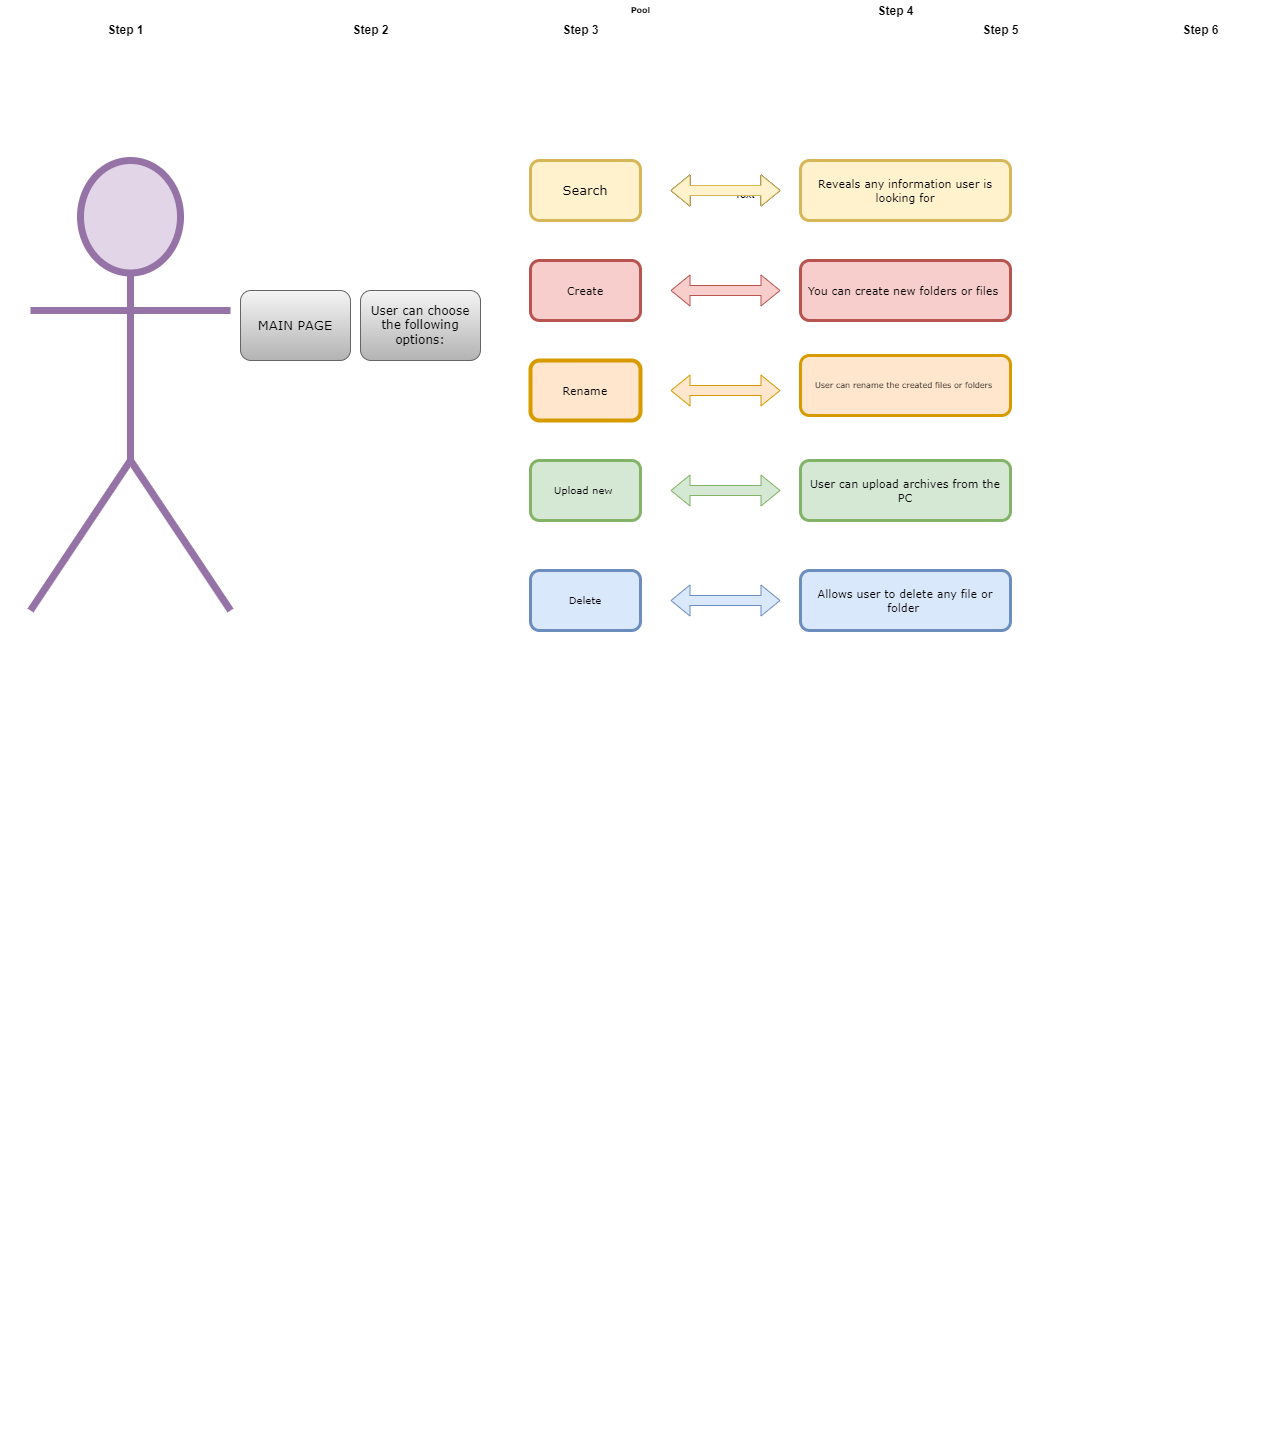 Pool
Step 4
Step 1
Step 2
Step 3
Step 5
Step 6
Search
Reveals any information user is
looking for
Create
You can create new folders or files
MAIN PAGE
User can choose
the following
options:
Rename
User can rename the created files or folders
Upload new
User can upload archives from the
PC
Delete
Allows user to delete any file or
folder